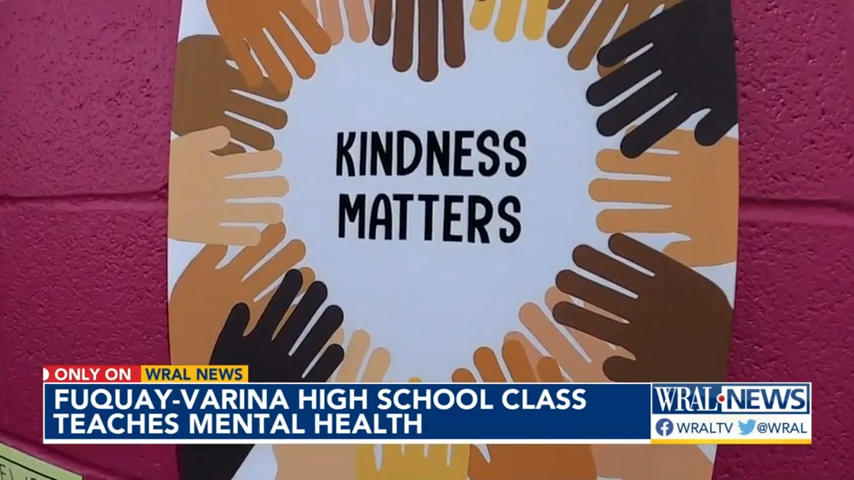 KINDNESS
MATTERS
ONLY ON WRAL NEWS
FUQUAY-VARINA HIGH SCHOOL CLASS
TEACHES MENTAL HEALTH
WRAL NEWS
WRALTV @WRAL